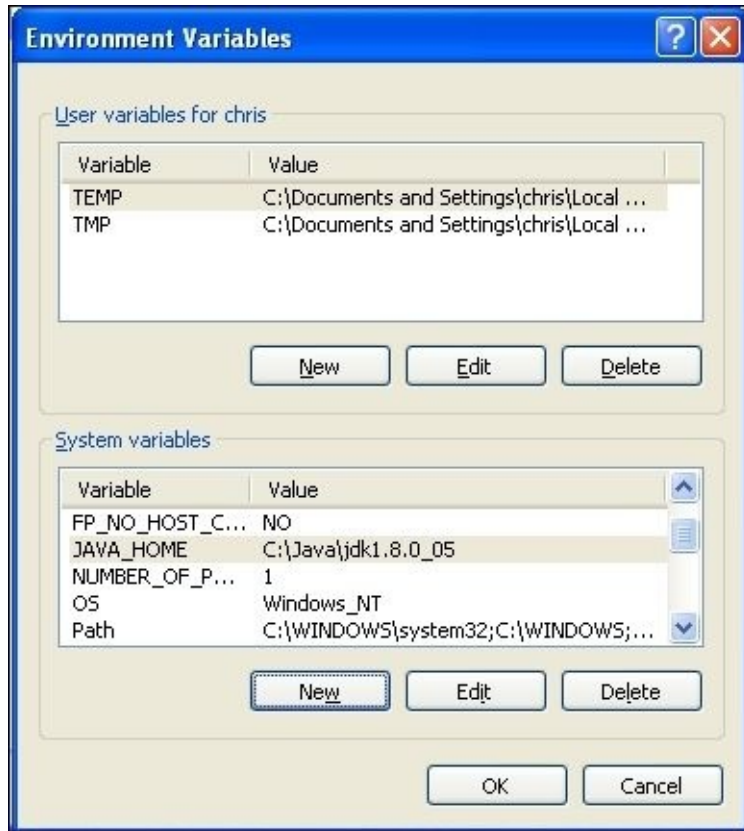 Environment Variables
User variables for chris
Variable Value
TEMP C:\Documents and Settings\chris\Local ...
TMP C:\Documents and Settings\chris\Local ...
New Edit Delete
System variables
Variable Value
FP_NO_HOST_C... NO
JAVA_HOME C:\Java\jdk1.8.0_05
NUMBER_OF_P... 1
OS Windows_NT
Path C:\WINDOWS\system32;C:\WINDOWS;...
New Edit Delete
OK Cancel